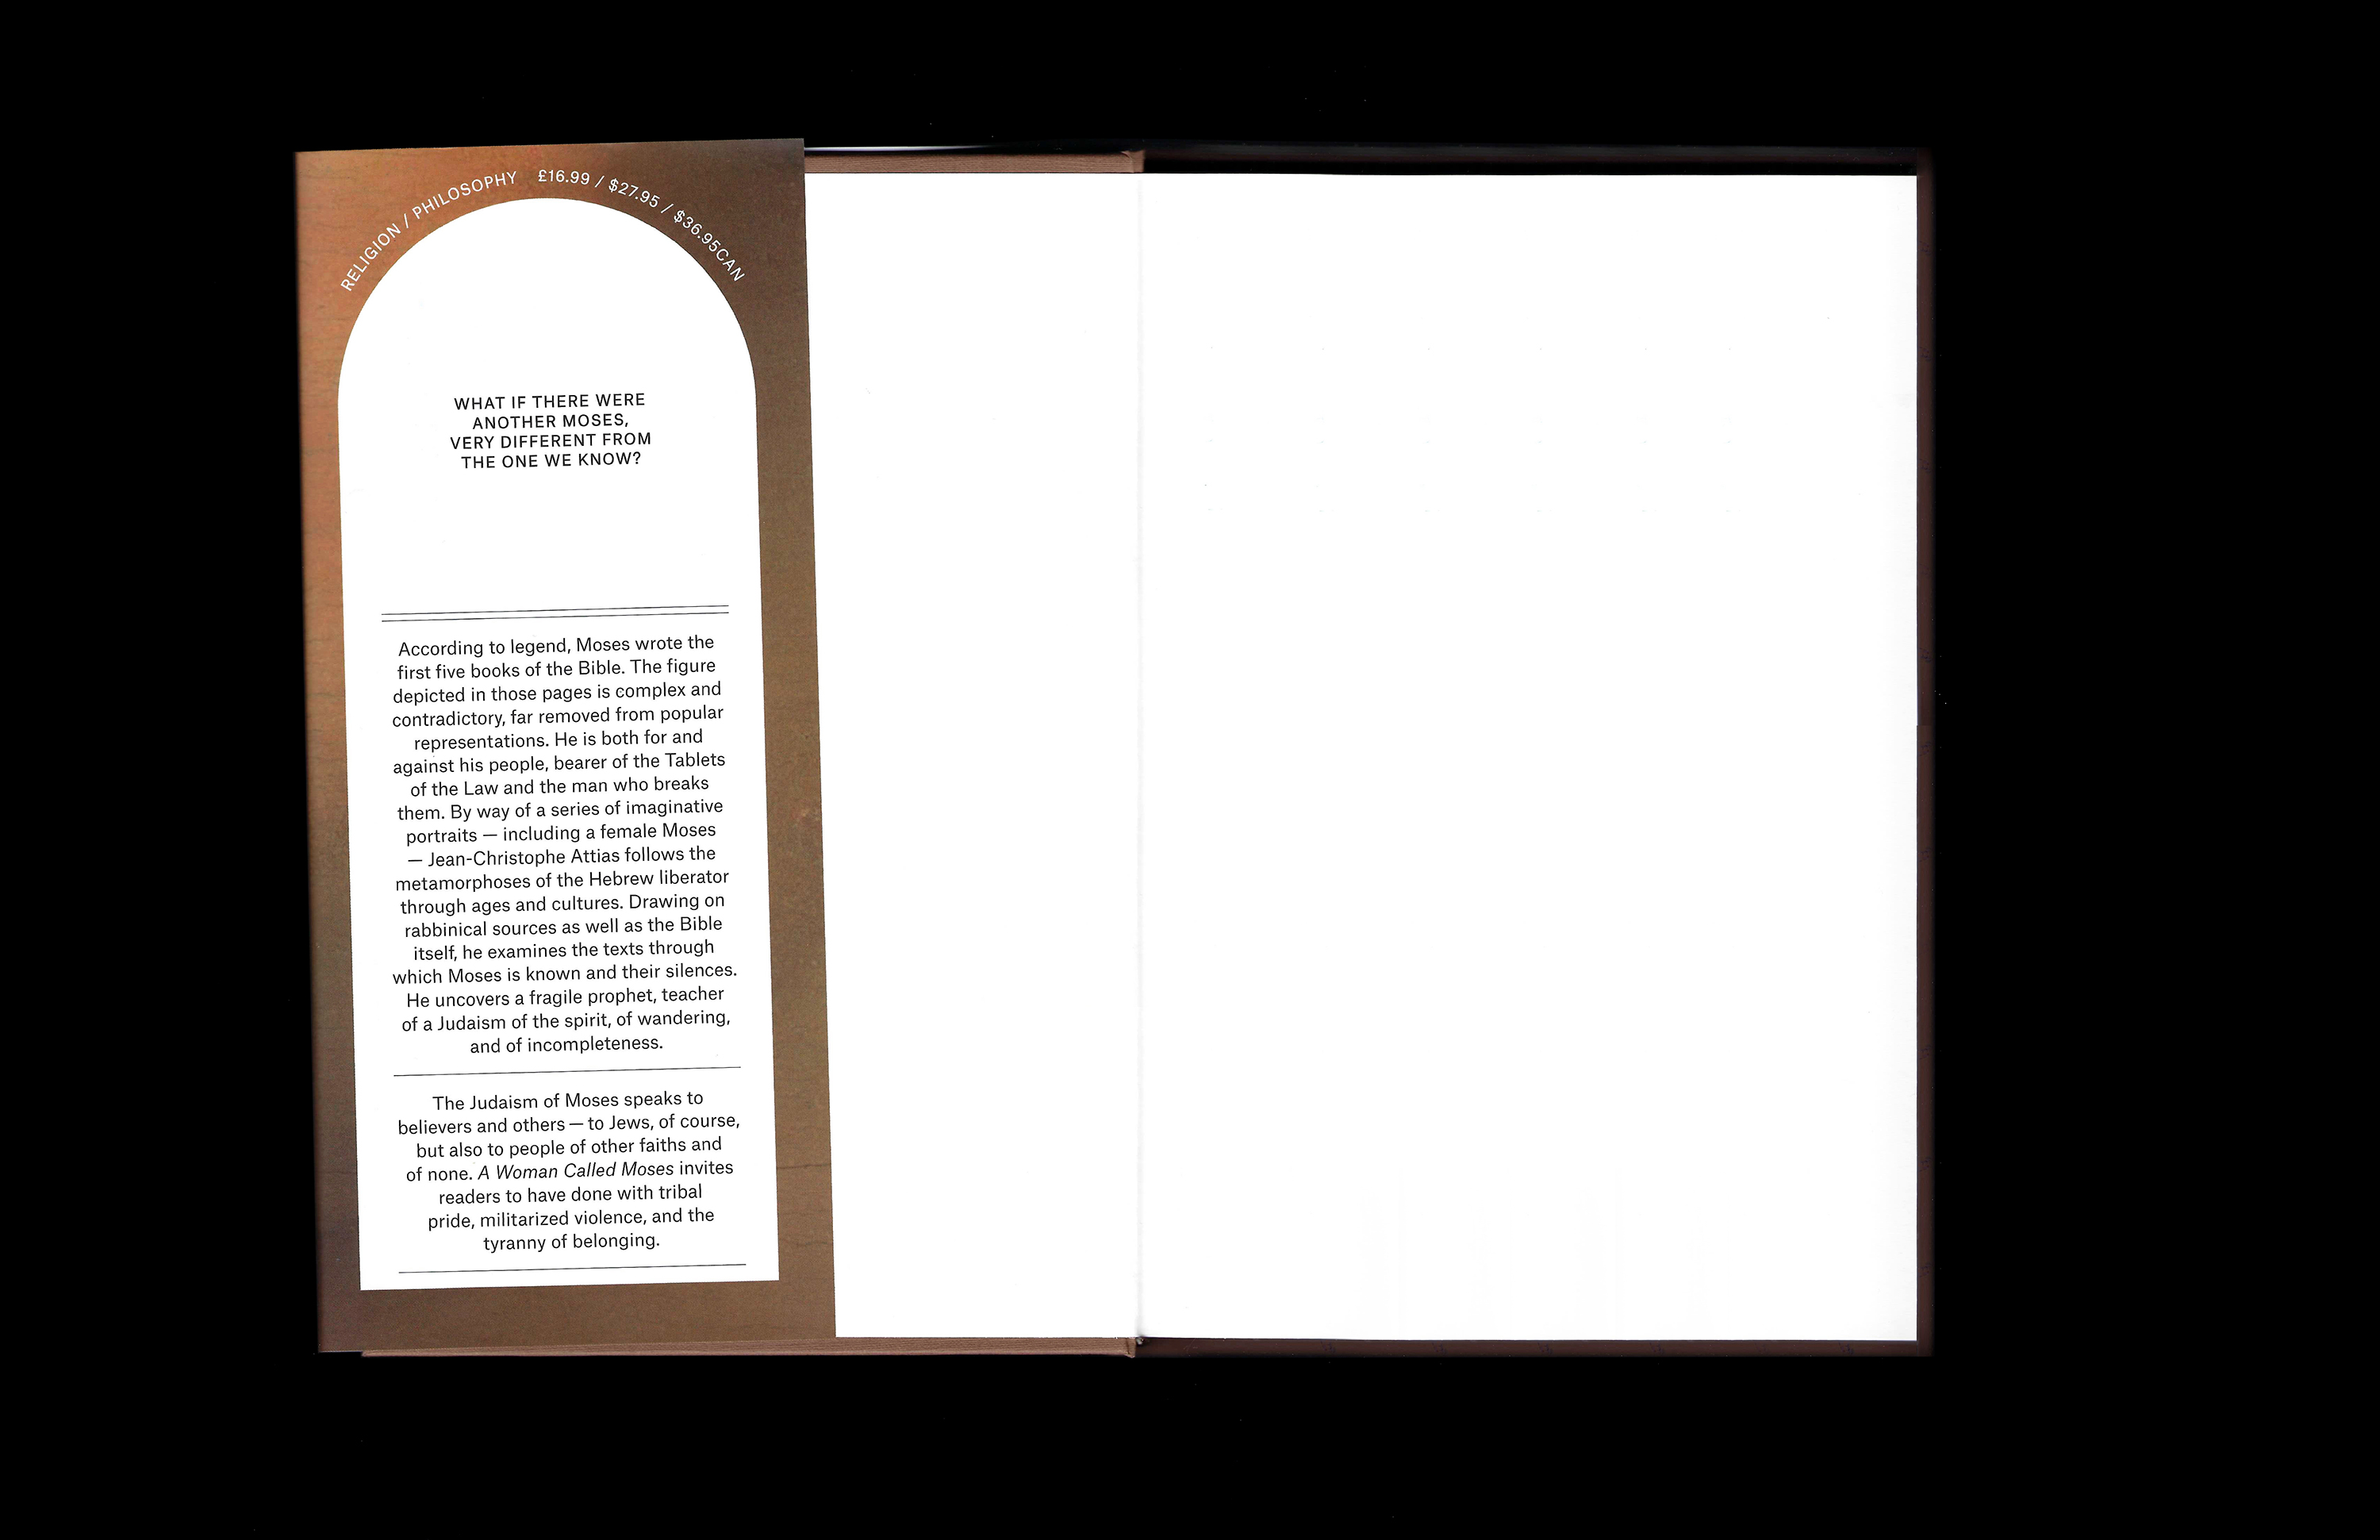 RELIGION / PHILOSOPHY £16.99 / $27.95 / $36.95CAN
WHAT IF THERE WERE
ANOTHER MOSES,
VERY DIFFERENT FROM
THE ONE WE KNOW?
According to legend, Moses wrote the
first five books of the Bible. The figure
depicted in those pages is complex and
contradictory, far removed from popular
representations. He is both for and
against his people, bearer of the Tablets
of the Law and the man who breaks
them. By way of a series of imaginative
portraits — including a female Moses
— Jean-Christophe Attias follows the
metamorphoses of the Hebrew liberator
through ages and cultures. Drawing on
rabbinical sources as well as the Bible
itself, he examines the texts through
which Moses is known and their silences.
He uncovers a fragile prophet, teacher
of a Judaism of the spirit, of wandering,
and of incompleteness.
The Judaism of Moses speaks to
believers and others — to Jews, of course,
but also to people of other faiths and
of none. A Woman Called Moses invites
readers to have done with tribal
pride, militarized violence, and the
tyranny of belonging.